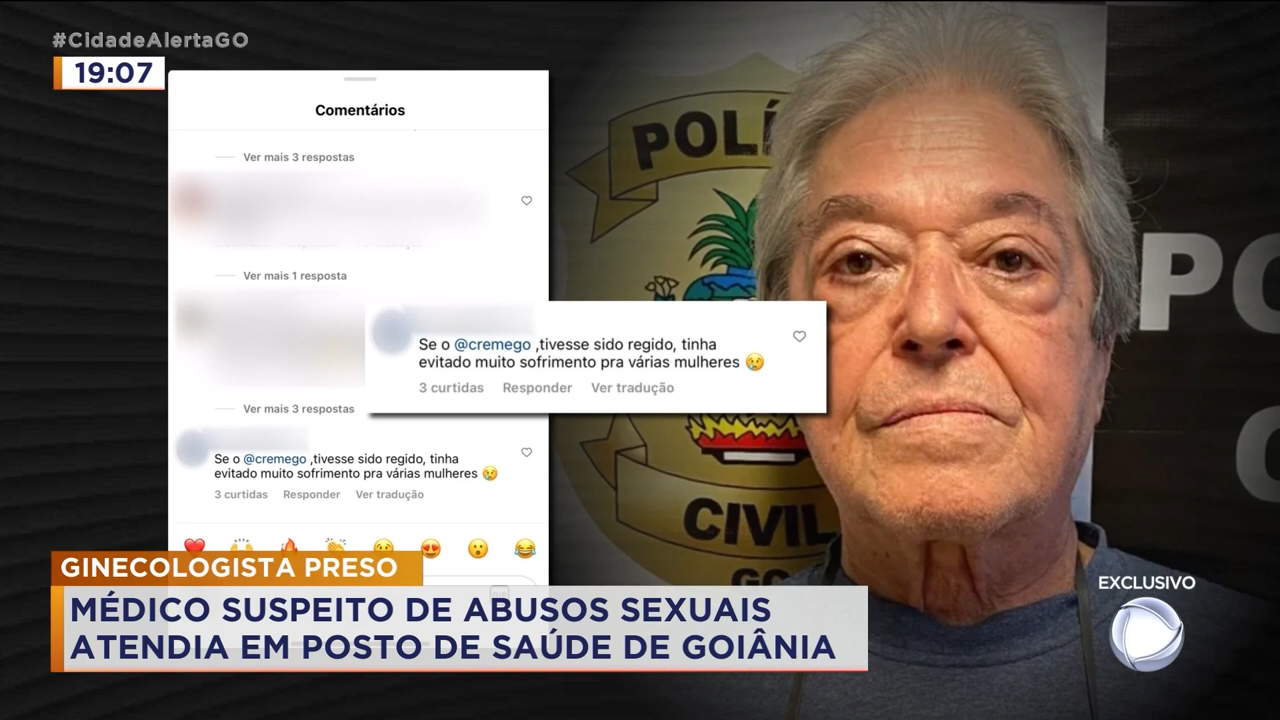 #CidadeAlertaGO
19:07
Comentários
Ver mais 3 respostas
Ver mais 1 resposta
Ver mais 3 respostas
Se o @cremego ,tivesse sido regido, tinha
evitado muito sofrimento pra várias mulheres 😢
3 curtidas Responder Ver tradução
Se o @cremego ,tivesse sido regido, tinha
evitado muito sofrimento pra várias mulheres 😢
3 curtidas Responder Ver tradução
POLÍ
CIVIL
GO
PO
GINECOLOGISTA PRESO
MÉDICO SUSPEITO DE ABUSOS SEXUAIS
ATENDIA EM POSTO DE SAÚDE DE GOIÂNIA
EXCLUSIVO